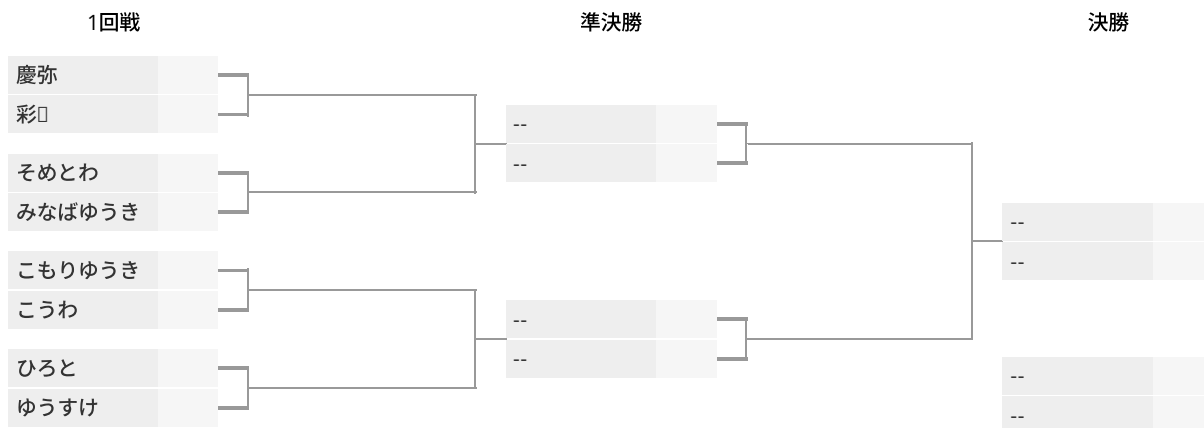 1回戦
準決勝
決勝
慶弥
彩
そめとわ
みなばゆうき
こもりゆうき
こうわ
ひろと
ゆうすけ
--
--
--
--
--
--
--
--